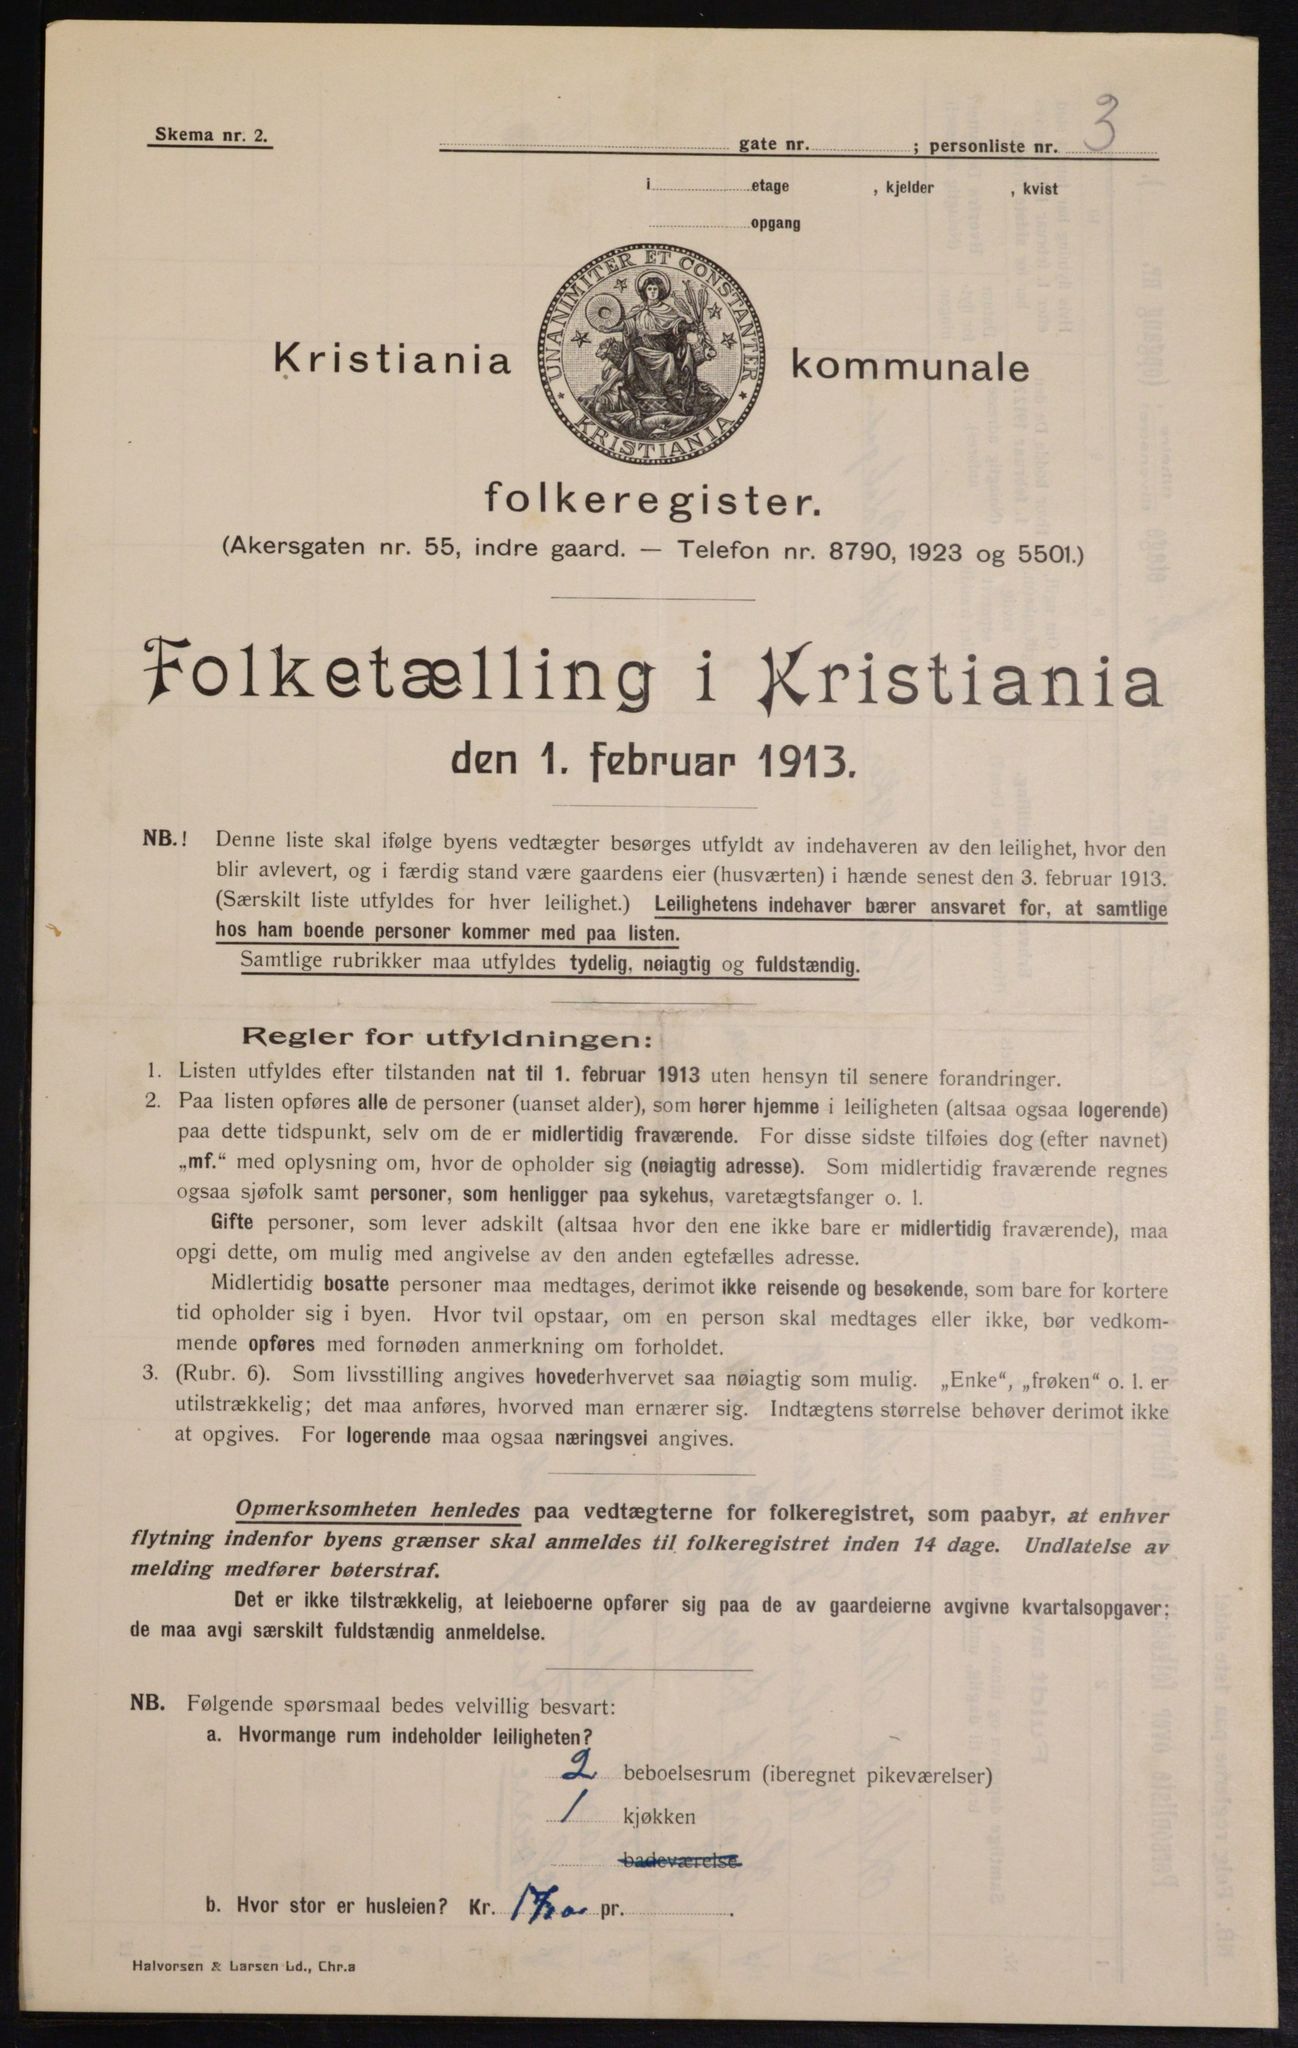 Skema nr. 2.
gate nr. ; personliste nr. 3
i etage , kjelder , kvist
opgang
UNANIMITER ET CONSTANTER
KRISTIANIA
Kristiania kommunale
folkeregister.
(Akersgaten nr. 55, indre gaard. — Telefon nr. 8790, 1923 og 5501.)
Folketælling i Kristiania
den 1. februar 1913.
NB.! Denne liste skal ifølge byens vedtægter besørges utfyldt av indehaveren av den leilighet, hvor den
blir avlevert, og i færdig stand være gaardens eier (husværten) i hænde senest den 3. februar 1913.
(Særskilt liste utfyldes for hver leilighet.) Leilighetens indehaver bærer ansvaret for, at samtlige
hos ham boende personer kommer med paa listen.
Samtlige rubrikker maa utfyldes tydelig, nøiagtig og fuldstændig.
Regler for utfyldningen:
1. Listen utfyldes efter tilstanden nat til 1. februar 1913 uten hensyn til senere forandringer.
2. Paa listen opføres alle de personer (uanset alder), som hører hjemme i leiligheten (altsaa ogsaa logerende)
paa dette tidspunkt, selv om de er midlertidig fraværende. For disse sidste tilføies dog (efter navnet)
„mf.“ med oplysning om, hvor de opholder sig (nøiagtig adresse). Som midlertidig fraværende regnes
ogsaa sjøfolk samt personer, som henligger paa sykehus, varetægtsfanger o. l.
Gifte personer, som lever adskilt (altsaa hvor den ene ikke bare er midlertidig fraværende), maa
opgi dette, om mulig med angivelse av den anden egtefælles adresse.
Midlertidig bosatte personer maa medtages, derimot ikke reisende og besøkende, som bare for kortere
tid opholder sig i byen. Hvor tvil opstaar, om en person skal medtages eller ikke, bør vedkom-
mende opføres med fornøden anmerkning om forholdet.
3. (Rubr. 6). Som livsstilling angives hovederhvervet saa nøiagtig som mulig. „Enke“, „frøken“ o. l. er
utilstrækkelig; det maa anføres, hvorved man ernærer sig. Indtægtens størrelse behøver derimot ikke
at opgives. For logerende maa ogsaa næringsvei angives.
Opmerksomheten henledes paa vedtægterne for folkeregistret, som paabyr, at enhver
flytning indenfor byens grænser skal anmeldes til folkeregistret inden 14 dage. Undlatelse av
melding medfører bøterstraf.
Det er ikke tilstrækkelig, at leieboerne opfører sig paa de av gaardeierne avgivne kvartalsopgaver;
de maa avgi særskilt fuldstændig anmeldelse.
NB. Følgende spørsmaal bedes velvillig besvart:
a. Hvormange rum indeholder leiligheten?
2 beboelsesrum (iberegnet pikeværelser)
1 kjøkken
badeværelse
b. Hvor stor er husleien? Kr. pr. .
Halvorsen & Larsen Ld., Chr.a